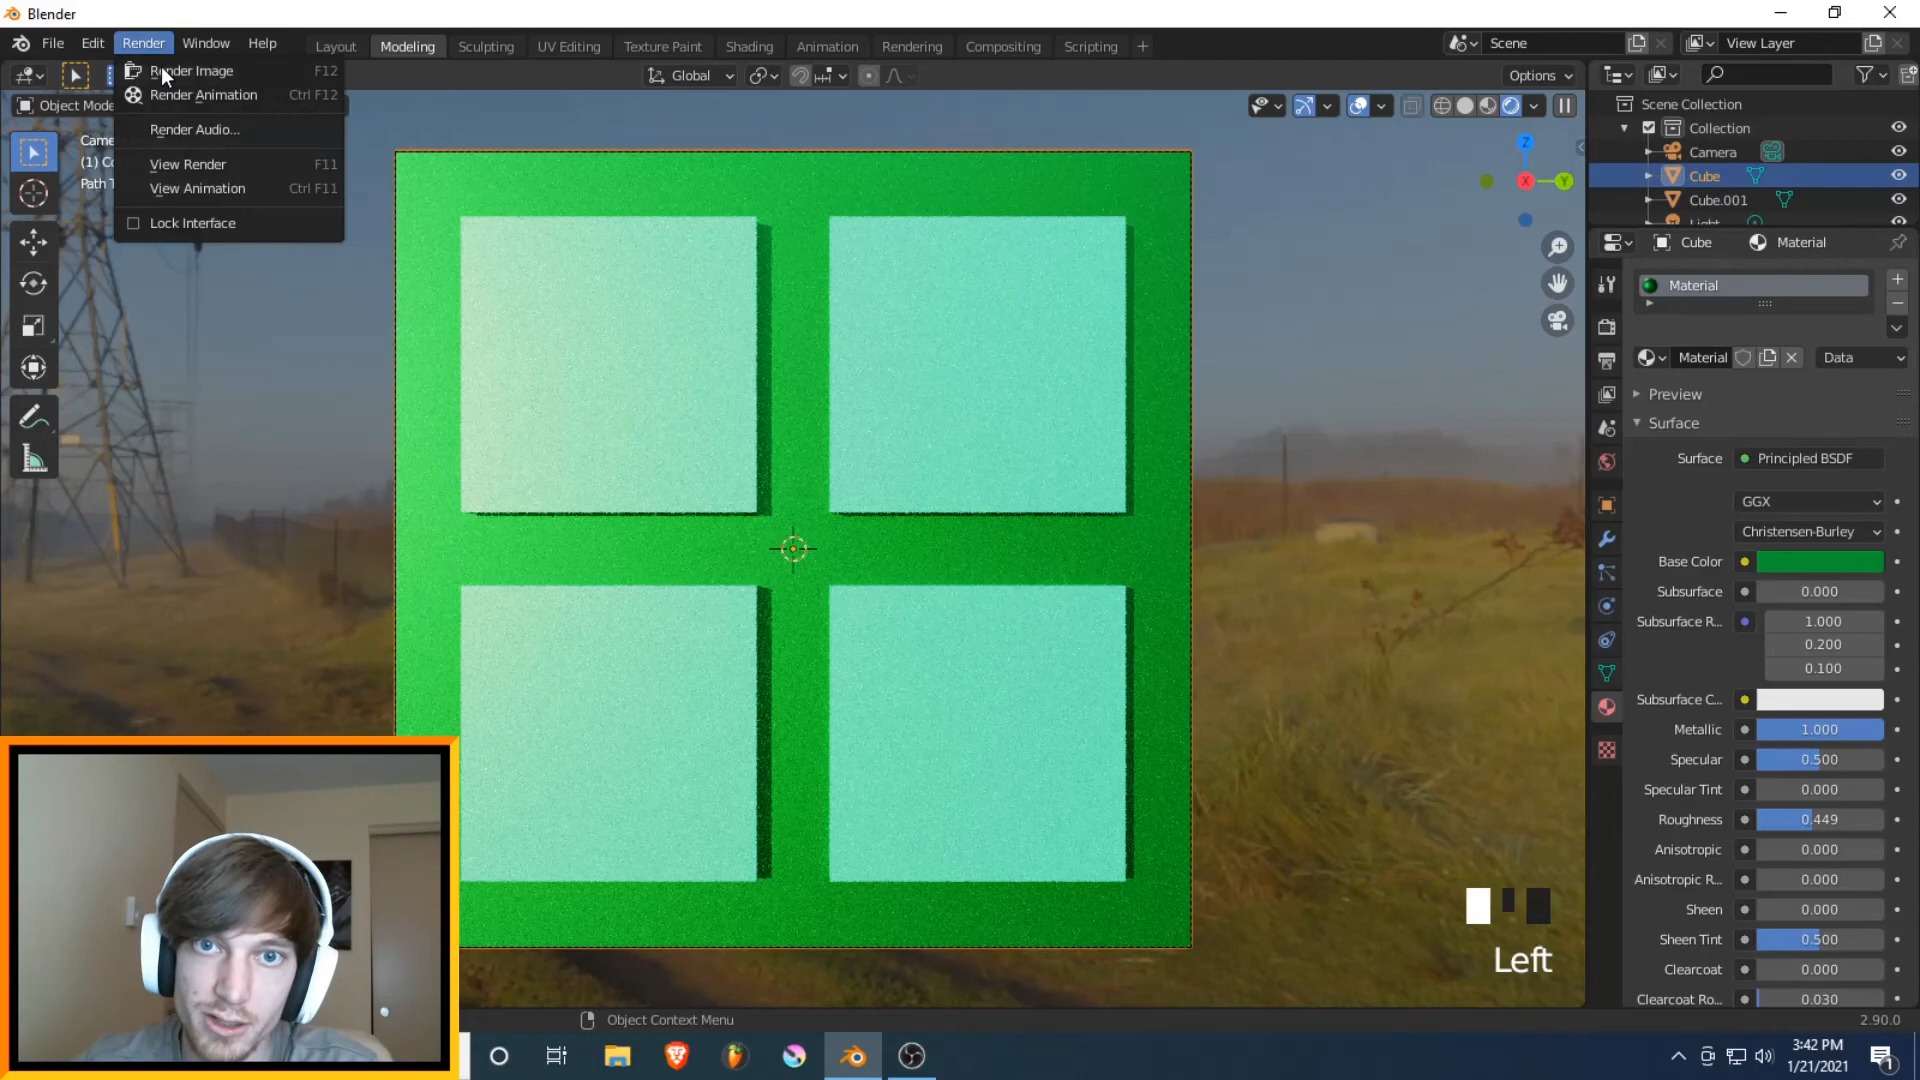 Blender
File Edit Render Window Help Layout Modeling Sculpting UV Editing Texture Paint Shading Animation Rendering Compositing Scripting + Scene View Layer
Global Options
Object Mode
Render Image F12
Render Animation Ctrl F12
Render Audio...
View Render F11
View Animation Ctrl F11
Lock Interface
Came
(1) Co
Path T
Z
X Y
Scene Collection
Collection
Camera
Cube
Cube.001
Light
Cube Material
Material
Material Data
Preview
Surface
Surface Principled BSDF
GGX
Christensen-Burley
Base Color
Subsurface 0.000
Subsurface R... 1.000
0.200
0.100
Subsurface C...
Metallic 1.000
Specular 0.500
Specular Tint 0.000
Roughness 0.449
Anisotropic 0.000
Anisotropic R... 0.000
Sheen 0.000
Sheen Tint 0.500
Clearcoat 0.000
Clearcoat Ro... 0.030
Left
Object Context Menu 2.90.0
3:42 PM
1/21/2021
1